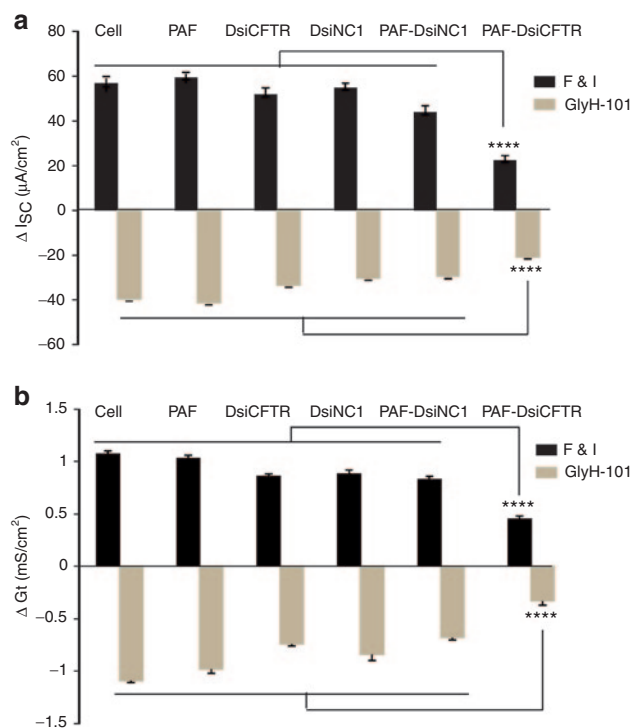 a
Cell PAF DsiCFTR DsiNC1 PAF-DsiNC1 PAF-DsiCFTR
80
60
40
20
0
−20
−40
−60
Δ ISC (µA/cm²)
F & I
GlyH-101
****
****
b
Cell PAF DsiCFTR DsiNC1 PAF-DsiNC1 PAF-DsiCFTR
1.5
1
0.5
0
−0.5
−1
−1.5
Δ Gt (mS/cm²)
F & I
GlyH-101
****
****